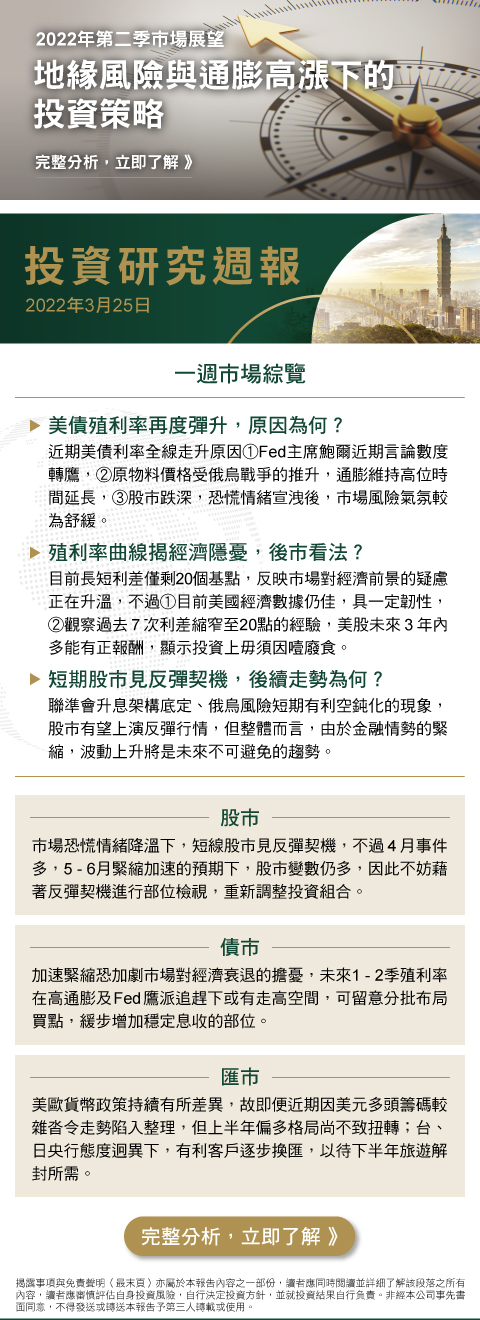 2022年第二季市場展望
地緣風險與通膨高漲下的
投資策略
完整分析，立即了解 》
投資研究週報
2022年3月25日
一週市場綜覽
美債殖利率再度彈升，原因為何？
近期美債利率全線走升原因①Fed主席鮑爾近期言論數度
轉鷹，②原物料價格受俄烏戰爭的推升，通膨維持高位時
間延長，③股市跌深，恐慌情緒宣洩後，市場風險氣氛較
為舒緩。
殖利率曲線揭經濟隱憂，後市看法？
目前長短利差僅剩20個基點，反映市場對經濟前景的疑慮
正在升溫，不過①目前美國經濟數據仍佳，具一定韌性，
②觀察過去７次利差縮窄至20點的經驗，美股未來３年內
多能有正報酬，顯示投資上毋須因噎廢食。
短期股市見反彈契機，後續走勢為何？
聯準會升息架構底定、俄烏風險短期有利空鈍化的現象，
股市有望上演反彈行情，但整體而言，由於金融情勢的緊
縮，波動上升將是未來不可避免的趨勢。
股市
市場恐慌情緒降溫下，短線股市見反彈契機，不過４月事件
多，5 - 6月緊縮加速的預期下，股市變數仍多，因此不妨藉
著反彈契機進行部位檢視，重新調整投資組合。
債市
加速緊縮恐加劇市場對經濟衰退的擔憂，未來1 - 2季殖利率
在高通膨及Fed鷹派追趕下或有走高空間，可留意分批布局
買點，緩步增加穩定息收的部位。
匯市
美歐貨幣政策持續有所差異，故即便近期因美元多頭籌碼較
雜沓令走勢陷入整理，但上半年偏多格局尚不致扭轉；台、
日央行態度迥異下，有利客戶逐步換匯，以待下半年旅遊解
封所需。
完整分析，立即了解 》
揭露事項與免責聲明（最末頁）亦屬於本報告內容之一部份，讀者應同時閱讀並詳細了解該段落之所有
內容，讀者應審慎評估自身投資風險，自行決定投資方針，並就投資結果自行負責。非經本公司事先書
面同意，不得發送或轉送本報告予第三人轉載或使用。